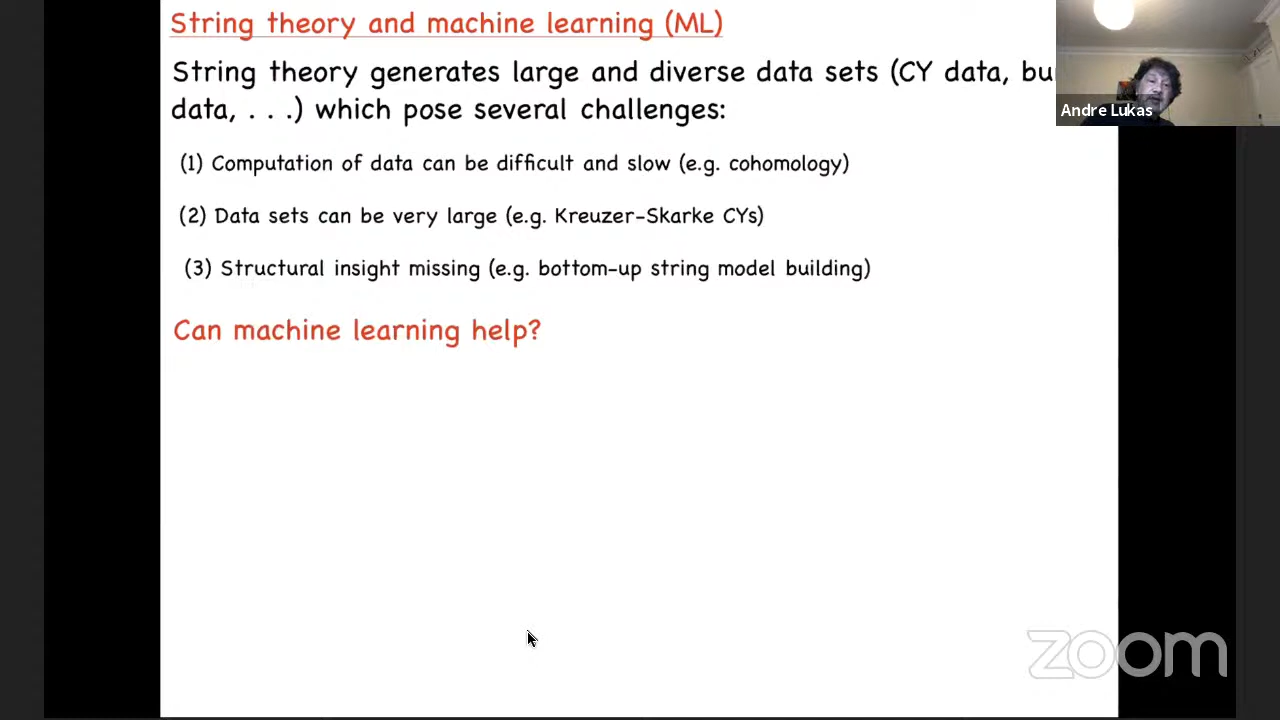 String theory and machine learning (ML)
String theory generates large and diverse data sets (CY data,
data, . . .) which pose several challenges:
Andre Lukas
(1) Computation of data can be difficult and slow (e.g. cohomology)
(2) Data sets can be very large (e.g. Kreuzer-Skarke CYs)
(3) Structural insight missing (e.g. bottom-up string model building)
Can machine learning help?
zoom